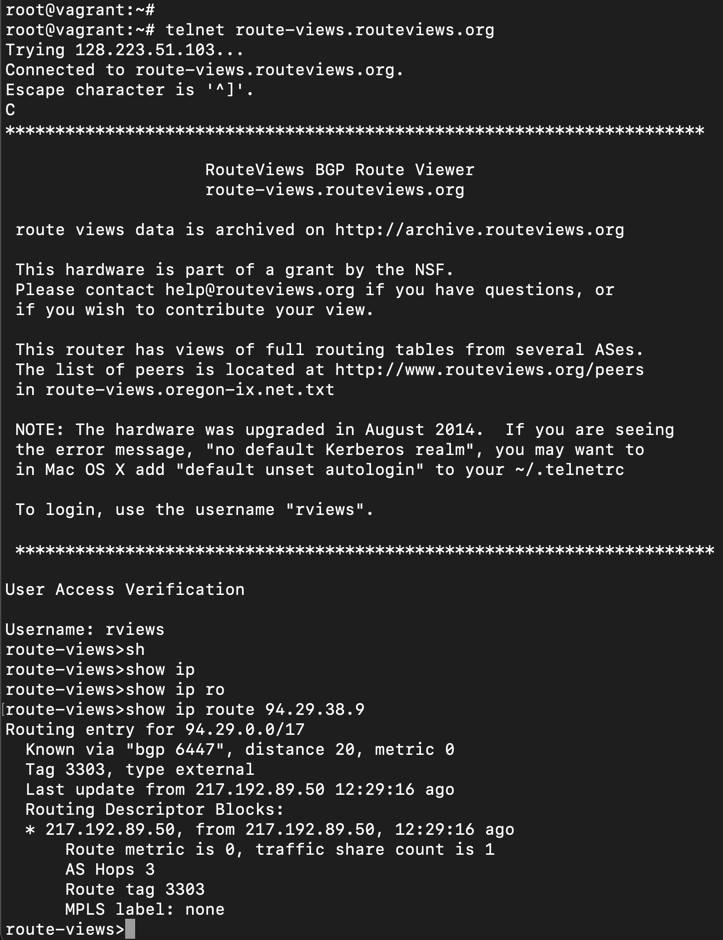 root@vagrant:~#
root@vagrant:~# telnet route-views.routeviews.org
Trying 128.223.51.103...
Connected to route-views.routeviews.org.
Escape character is '^]'.
C
**********************************************************************
RouteViews BGP Route Viewer
route-views.routeviews.org
route views data is archived on http://archive.routeviews.org
This hardware is part of a grant by the NSF.
Please contact help@routeviews.org if you have questions, or
if you wish to contribute your view.
This router has views of full routing tables from several ASes.
The list of peers is located at http://www.routeviews.org/peers
in route-views.oregon-ix.net.txt
NOTE: The hardware was upgraded in August 2014.  If you are seeing
the error message, "no default Kerberos realm", you may want to
in Mac OS X add "default unset autologin" to your ~/.telnetrc
To login, use the username "rviews".
**********************************************************************
User Access Verification
Username: rviews
route-views>sh
route-views>show ip
route-views>show ip ro
route-views>show ip route 94.29.38.9
Routing entry for 94.29.0.0/17
Known via "bgp 6447", distance 20, metric 0
Tag 3303, type external
Last update from 217.192.89.50 12:29:16 ago
Routing Descriptor Blocks:
* 217.192.89.50, from 217.192.89.50, 12:29:16 ago
Route metric is 0, traffic share count is 1
AS Hops 3
Route tag 3303
MPLS label: none
route-views>